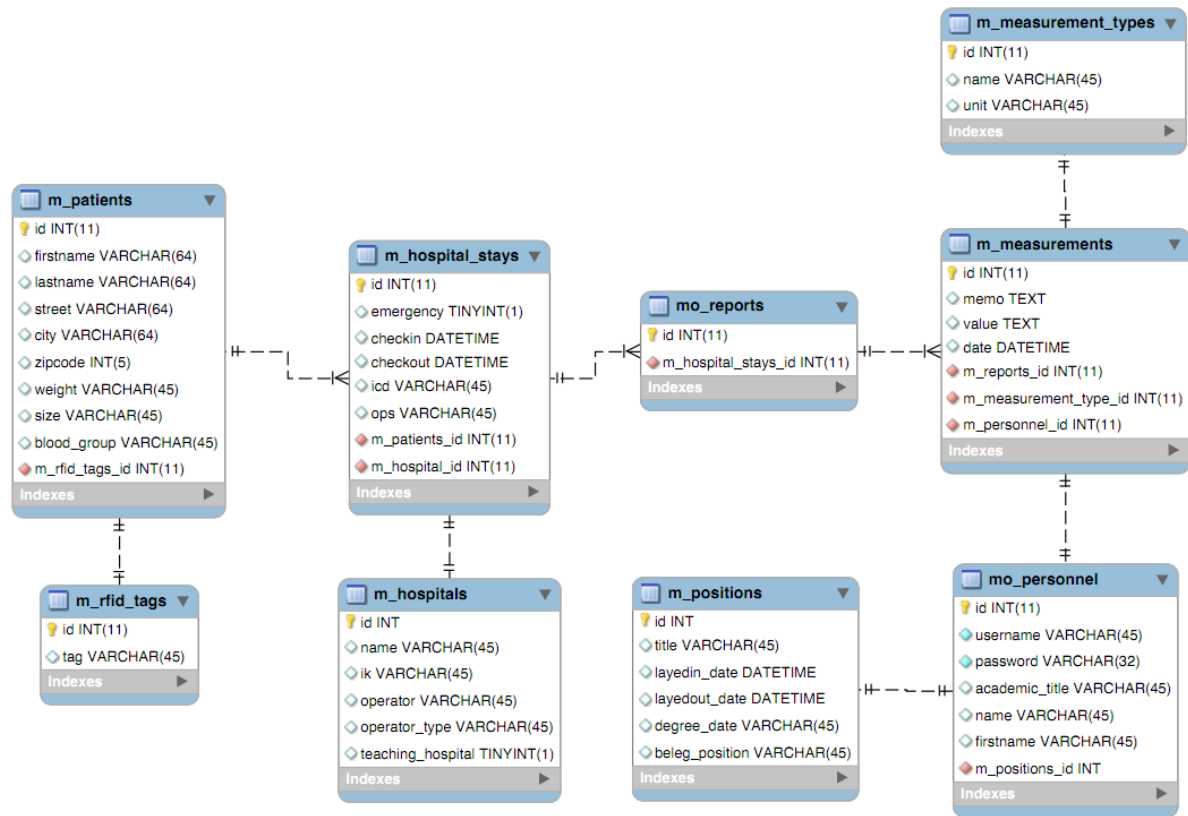 m_measurement_types
id INT(11)
name VARCHAR(45)
unit VARCHAR(45)
Indexes
m_patients
id INT(11)
firstname VARCHAR(64)
lastname VARCHAR(64)
street VARCHAR(64)
city VARCHAR(64)
zipcode INT(5)
weight VARCHAR(45)
size VARCHAR(45)
blood_group VARCHAR(45)
m_rfid_tags_id INT(11)
Indexes
m_hospital_stays
id INT(11)
emergency TINYINT(1)
checkin DATETIME
checkout DATETIME
icd VARCHAR(45)
ops VARCHAR(45)
m_patients_id INT(11)
m_hospital_id INT(11)
Indexes
mo_reports
id INT(11)
m_hospital_stays_id INT(11)
Indexes
m_measurements
id INT(11)
memo TEXT
value TEXT
date DATETIME
m_reports_id INT(11)
m_measurement_type_id INT(11)
m_personnel_id INT(11)
Indexes
m_rfid_tags
id INT(11)
tag VARCHAR(45)
Indexes
m_hospitals
id INT
name VARCHAR(45)
ik VARCHAR(45)
operator VARCHAR(45)
operator_type VARCHAR(45)
teaching_hospital TINYINT(1)
Indexes
m_positions
id INT
title VARCHAR(45)
layedin_date DATETIME
layedout_date DATETIME
degree_date VARCHAR(45)
beleg_position VARCHAR(45)
Indexes
mo_personnel
id INT(11)
username VARCHAR(45)
password VARCHAR(32)
academic_title VARCHAR(45)
name VARCHAR(45)
firstname VARCHAR(45)
m_positions_id INT
Indexes